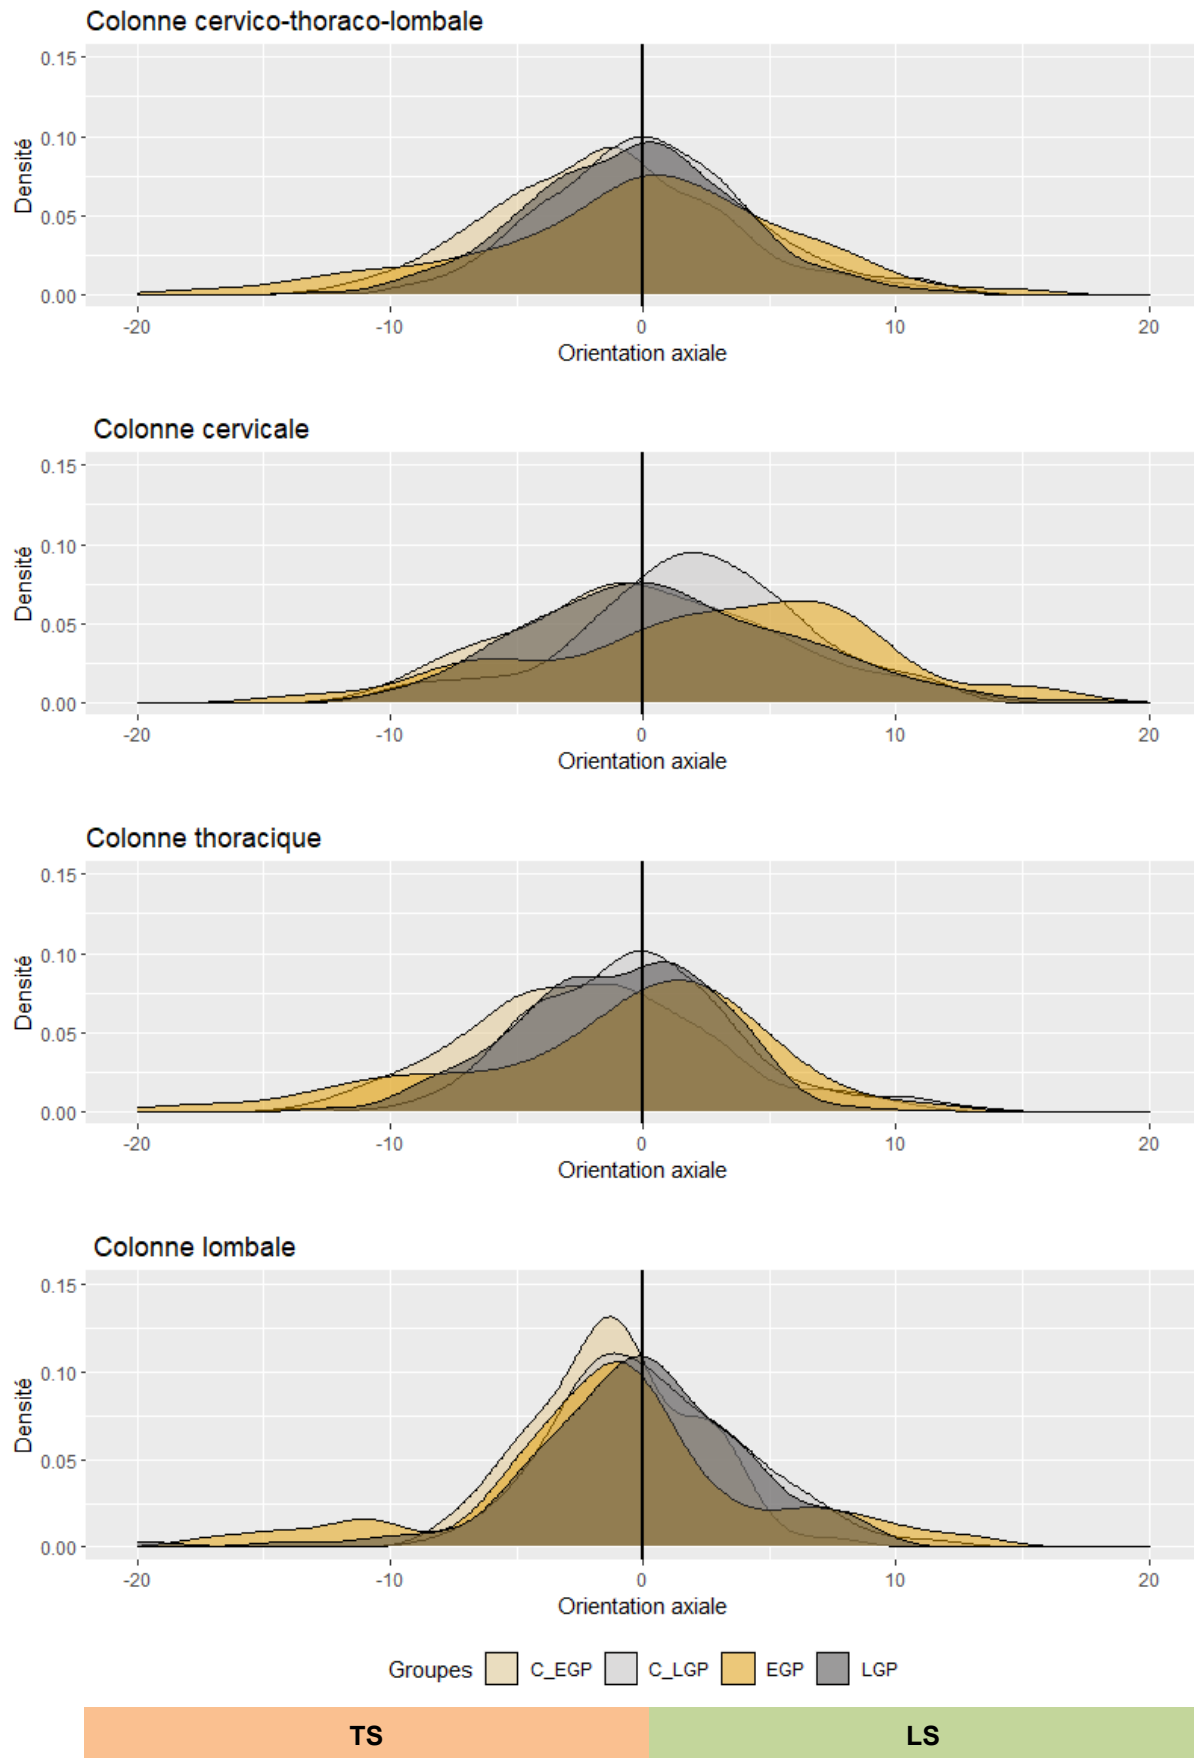 Colonne cervico-thoraco-lombale
0.15
0.10
0.05
0.00
Densité
-20 -10 0 10 20
Orientation axiale
Colonne cervicale
0.15
0.10
0.05
0.00
Densité
-20 -10 0 10 20
Orientation axiale
Colonne thoracique
0.15
0.10
0.05
0.00
Densité
-20 -10 0 10 20
Orientation axiale
Colonne lombale
0.15
0.10
0.05
0.00
Densité
-20 -10 0 10 20
Orientation axiale
Groupes C_EGP C_LGP EGP LGP
TS LS